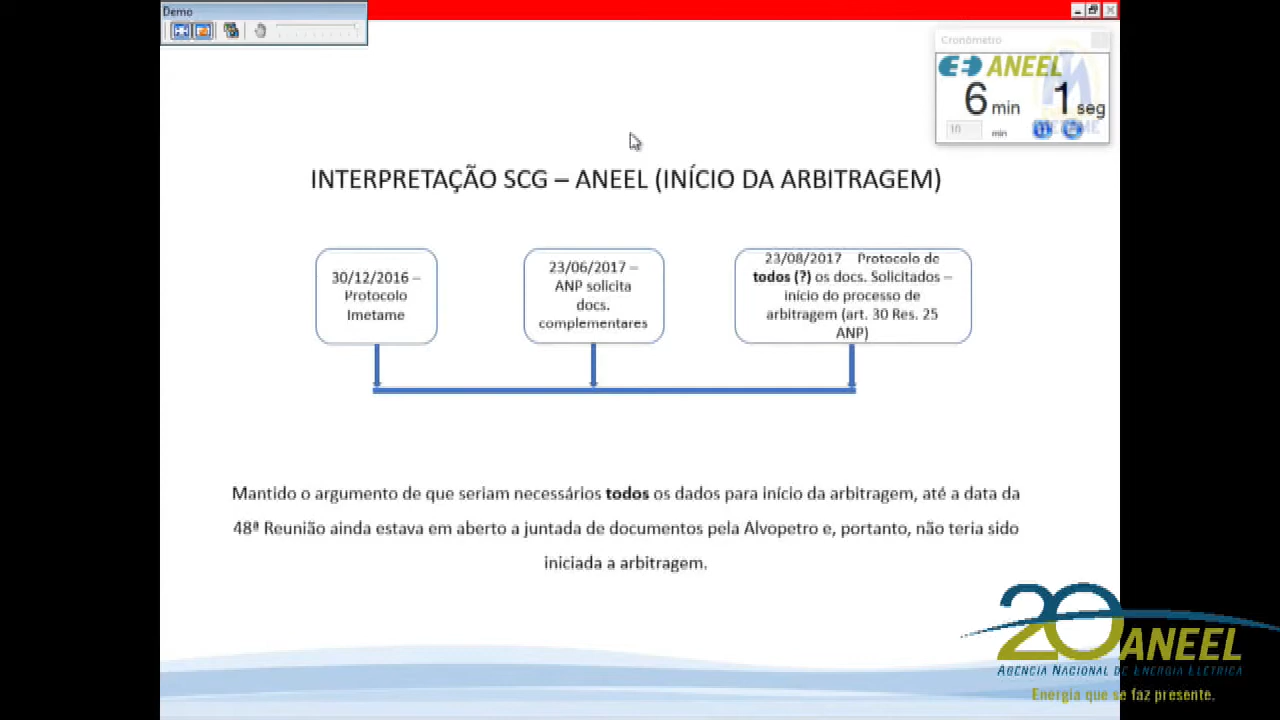 Demo
Cronômetro
ANEEL
6 min 1 seg
10 min
INTERPRETAÇÃO SCG – ANEEL (INÍCIO DA ARBITRAGEM)
30/12/2016 –
Protocolo
Imetame
23/06/2017 –
ANP solicita
docs.
complementares
23/08/2017 Protocolo de
todos (?) os docs. Solicitados –
início do processo de
arbitragem (art. 30 Res. 25
ANP)
Mantido o argumento de que seriam necessários todos os dados para início da arbitragem, até a data da
48ª Reunião ainda estava em aberto a juntada de documentos pela Alvopetro e, portanto, não teria sido
iniciada a arbitragem.
20 ANEEL
AGÊNCIA NACIONAL DE ENERGIA ELÉTRICA
Energia que se faz presente.